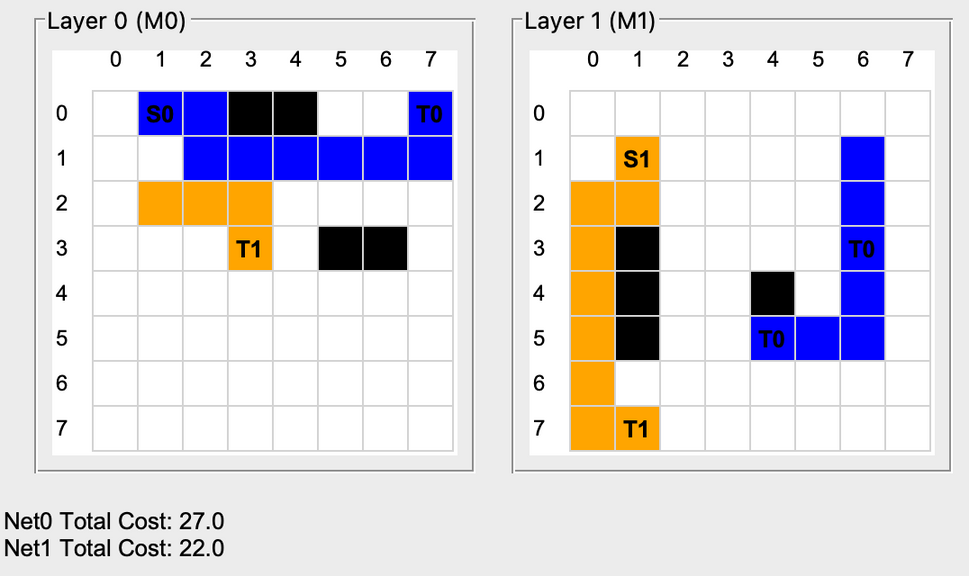 Layer 0 (M0)
0 1 2 3 4 5 6 7
0 S0 T0
1
2
3 T1
4
5
6
7
Layer 1 (M1)
0 1 2 3 4 5 6 7
0
1 S1
2
3 T0
4
5 T0
6
7 T1
Net0 Total Cost: 27.0
Net1 Total Cost: 22.0